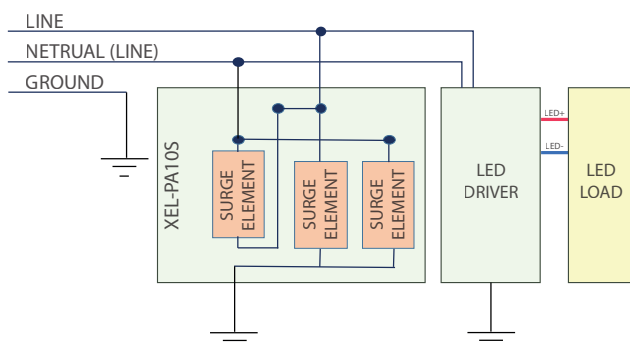 LINE
NETRUAL (LINE)
GROUND
XEL-PA10S
SURGE
ELEMENT
SURGE
ELEMENT
SURGE
ELEMENT
LED
DRIVER
LED+
LED-
LED
LOAD